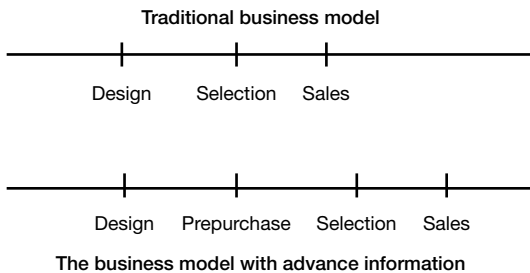 Traditional business model
Design Selection Sales
Design Prepurchase Selection Sales
The business model with advance information